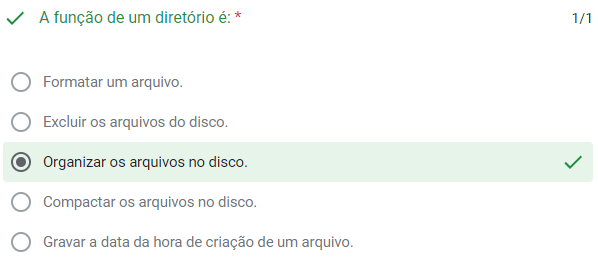 A função de um diretório é: *
1/1
Formatar um arquivo.
Excluir os arquivos do disco.
Organizar os arquivos no disco.
Compactar os arquivos no disco.
Gravar a data da hora de criação de um arquivo.